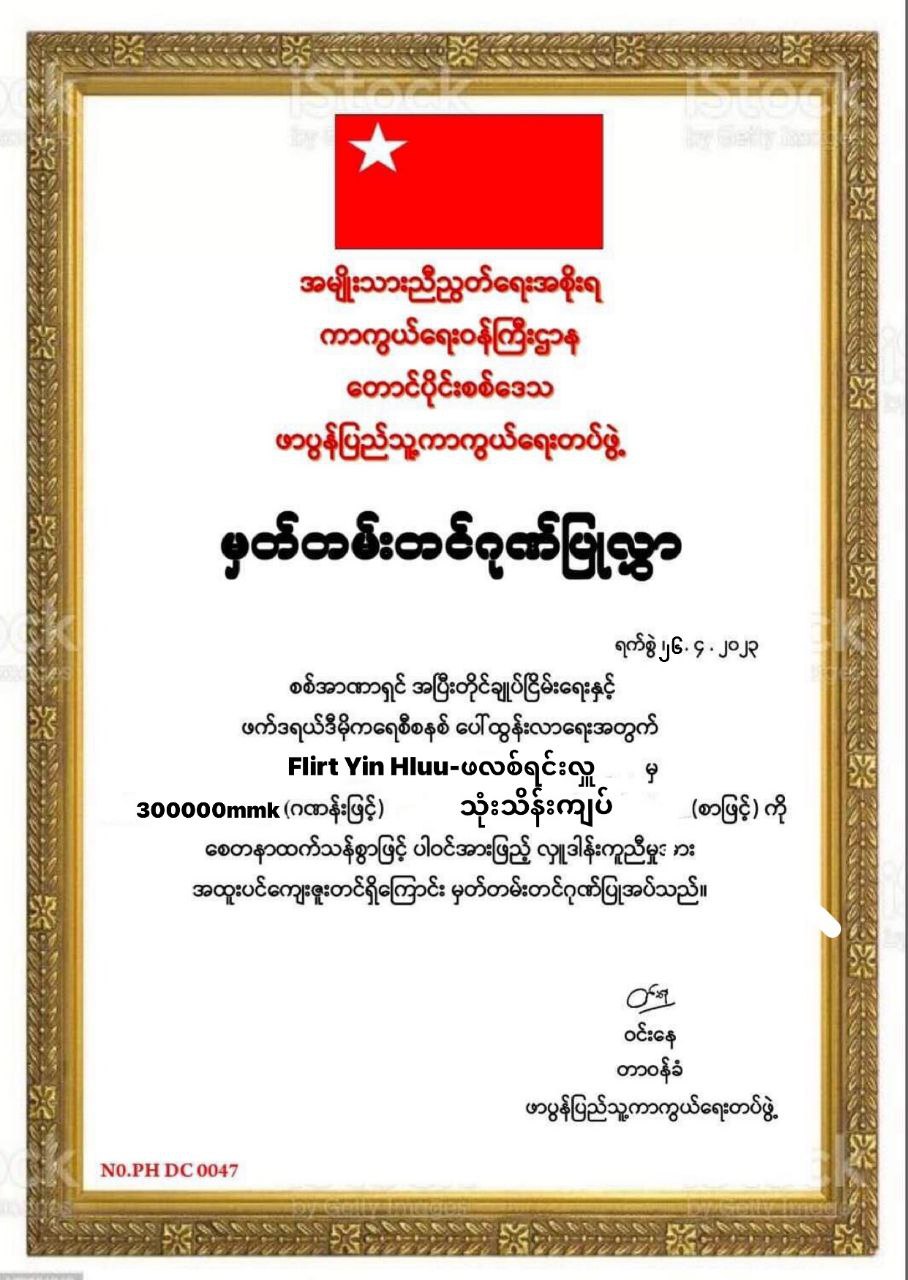 အမျိုးသားညီညွတ်ရေးအစိုးရ
ကာကွယ်ရေးဝန်ကြီးဌာန
တောင်ပိုင်းစစ်ဒေသ
ဖာပွန်ပြည်သူ့ကာကွယ်ရေးတပ်ဖွဲ့
မှတ်တမ်းတင်ဂုဏ်ပြုလွှာ
ရက်စွဲ ၊၂၆. ၄ . ၂၀၂၃
စစ်အာဏာရှင် အပြီးတိုင်ချုပ်ငြိမ်းရေးနှင့်
ဖက်ဒရယ်ဒီမိုကရေစီစနစ် ပေါ်ထွန်းလာရေးအတွက်
Flirt Yin Hluu-ဖလစ်ရင်းလှူ မှ
300000mmk (ဂဏန်းဖြင့်) သုံးသိန်းကျပ် (စာဖြင့်) ကို
စေတနာထက်သန်စွာဖြင့် ပါဝင်အားဖြည့် လှူဒါန်းကူညီမှု
အထူးပင်ကျေးဇူးတင်ရှိကြောင်း မှတ်တမ်းတင်ဂုဏ်ပြုအပ်သည်။
ဝင်းနေ
တာဝန်ခံ
ဖာပွန်ပြည်သူ့ကာကွယ်ရေးတပ်ဖွဲ့
N0.PH DC 0047
iStock
by Getty Images